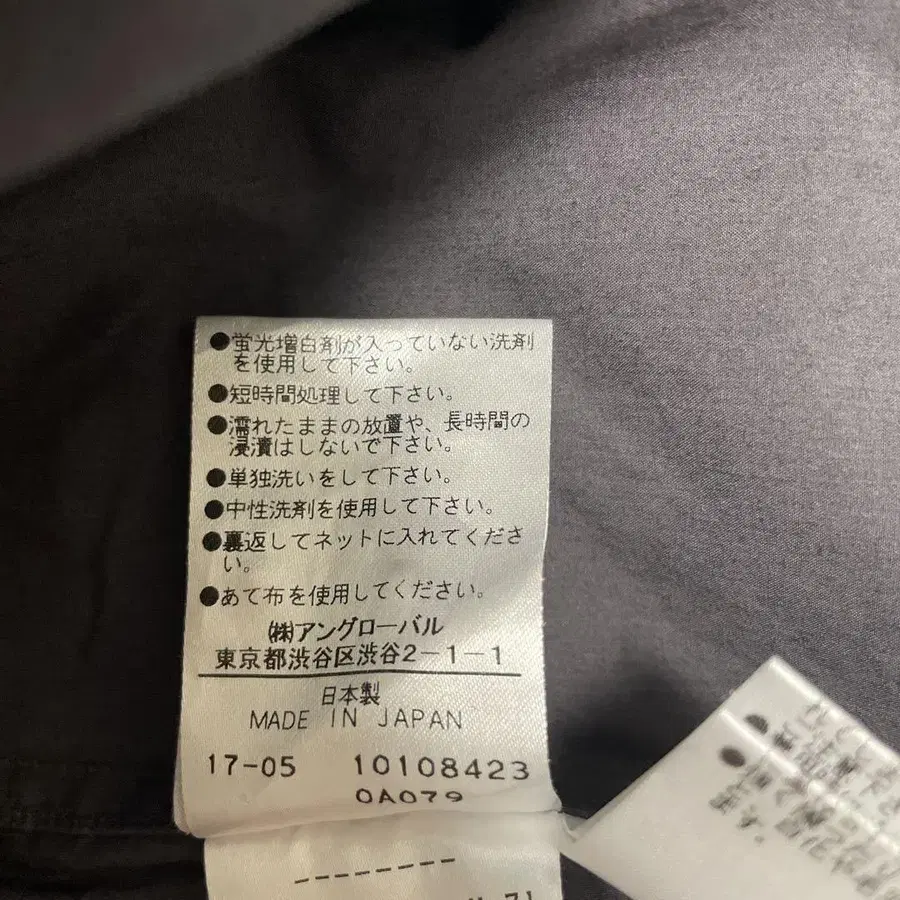 ●蛍光増白剤が入っていない洗剤
を使用して下さい。
●短時間処理して下さい。
●濡れたままの放置や、長時間の
浸漬はしないで下さい。
●単独洗いをして下さい。
●中性洗剤を使用して下さい。
●裏返してネットに入れてくださ
い。
●あて布を使用してください。
㈱アングローバル
東京都渋谷区渋谷2-1-1
日本製
MADE IN JAPAN
17-05 10108423
0A079
--------